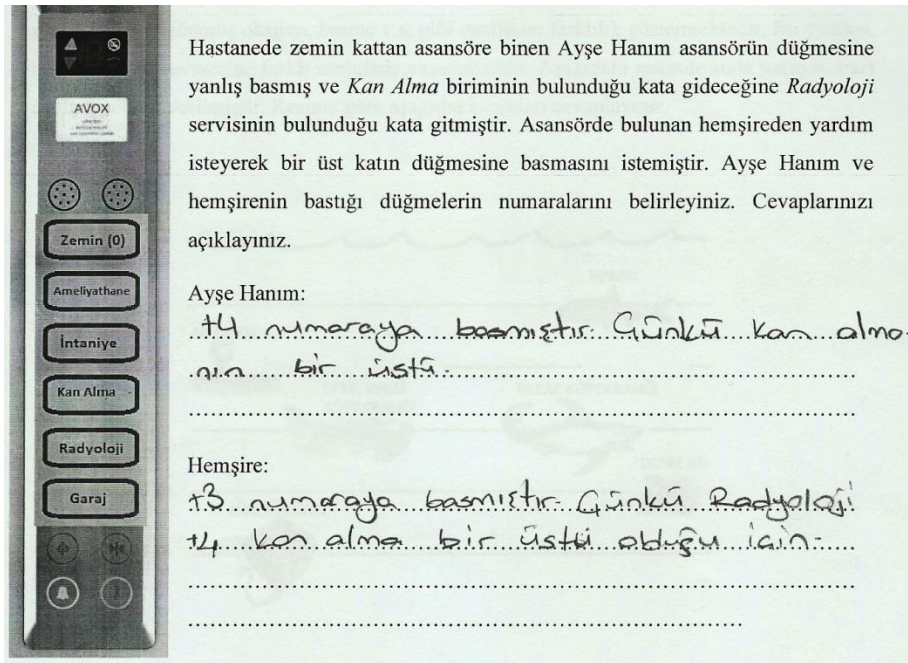 AVOX
Zemin (0)
Ameliyathane
İntaniye
Kan Alma
Radyoloji
Garaj
Hastanede zemin kattan asansöre binen Ayşe Hanım asansörün düğmesine
yanlış basmış ve Kan Alma biriminin bulunduğu kata gideceğine Radyoloji
servisinin bulunduğu kata gitmiştir. Asansörde bulunan hemşireden yardım
isteyerek bir üst katın düğmesine basmasını istemiştir. Ayşe Hanım ve
hemşirenin bastığı düğmelerin numaralarını belirleyiniz. Cevaplarınızı
açıklayınız.
Ayşe Hanım:
+4 numaraya basmıştır. Günkü kan alma
nın bir üstü.
Hemşire:
+3 numaraya basmıştır. Günkü Radyoloji
+4 kan alma bir üstü olduğu için.